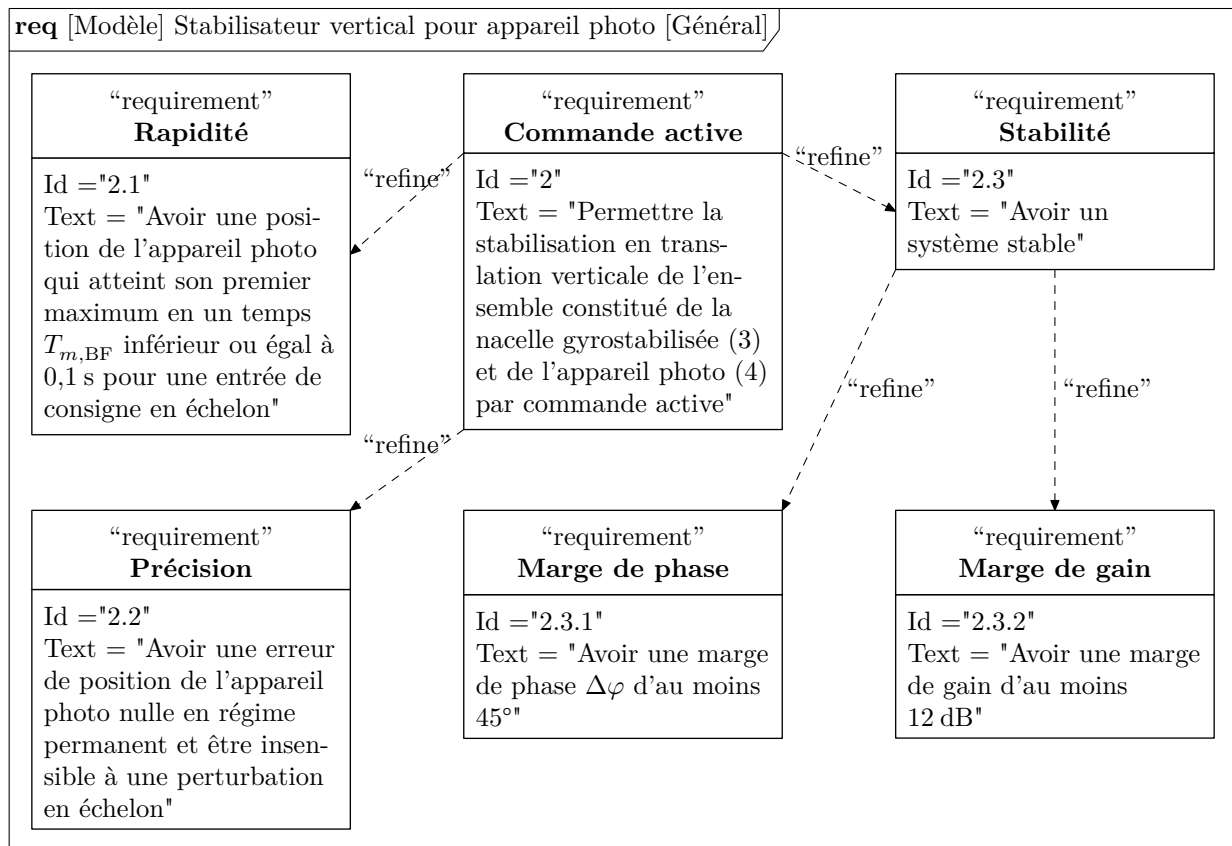 req [Modèle] Stabilisateur vertical pour appareil photo [Général]
“requirement”
Rapidité
Id ="2.1"
Text = "Avoir une posi-
tion de l'appareil photo
qui atteint son premier
maximum en un temps
T_{m,BF} inférieur ou égal à
0,1 s pour une entrée de
consigne en échelon"
“refine”
“requirement”
Commande active
Id ="2"
Text = "Permettre la
stabilisation en trans-
lation verticale de l'en-
semble constitué de la
nacelle gyrostabilisée (3)
et de l'appareil photo (4)
par commande active"
“refine”
“requirement”
Stabilité
Id ="2.3"
Text = "Avoir un
système stable"
“refine”
“refine”
“refine”
“requirement”
Précision
Id ="2.2"
Text = "Avoir une erreur
de position de l'appareil
photo nulle en régime
permanent et être insen-
sible à une perturbation
en échelon"
“requirement”
Marge de phase
Id ="2.3.1"
Text = "Avoir une marge
de phase Δφ d'au moins
45°"
“requirement”
Marge de gain
Id ="2.3.2"
Text = "Avoir une marge
de gain d'au moins
12 dB"